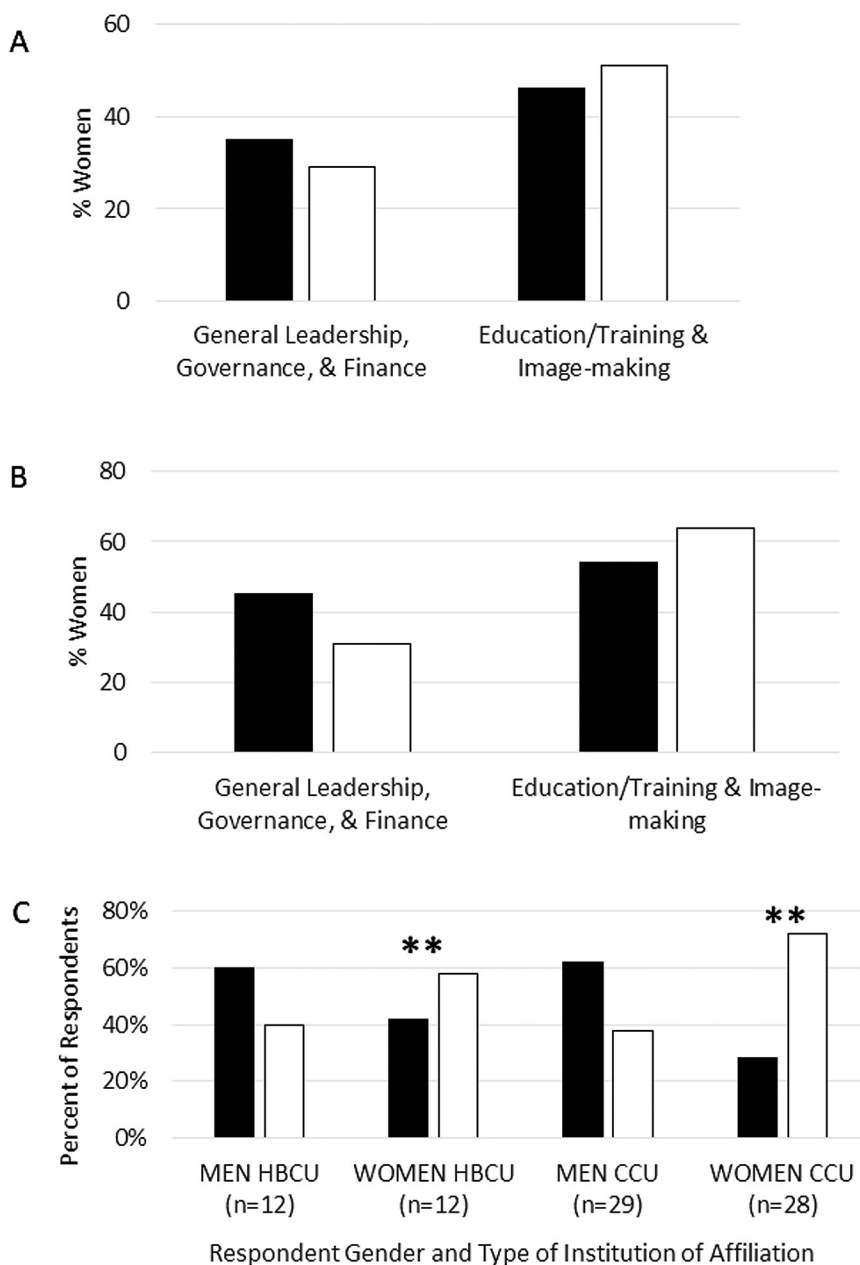 A
60
40
20
0
% Women
General Leadership,
Governance, & Finance
Education/Training &
Image-making
B
80
60
40
20
0
% Women
General Leadership,
Governance, & Finance
Education/Training & Image-
making
C
80%
60%
40%
20%
0%
Percent of Respondents
**
**
MEN HBCU
(n=12)
WOMEN HBCU
(n=12)
MEN CCU
(n=29)
WOMEN CCU
(n=28)
Respondent Gender and Type of Institution of Affiliation